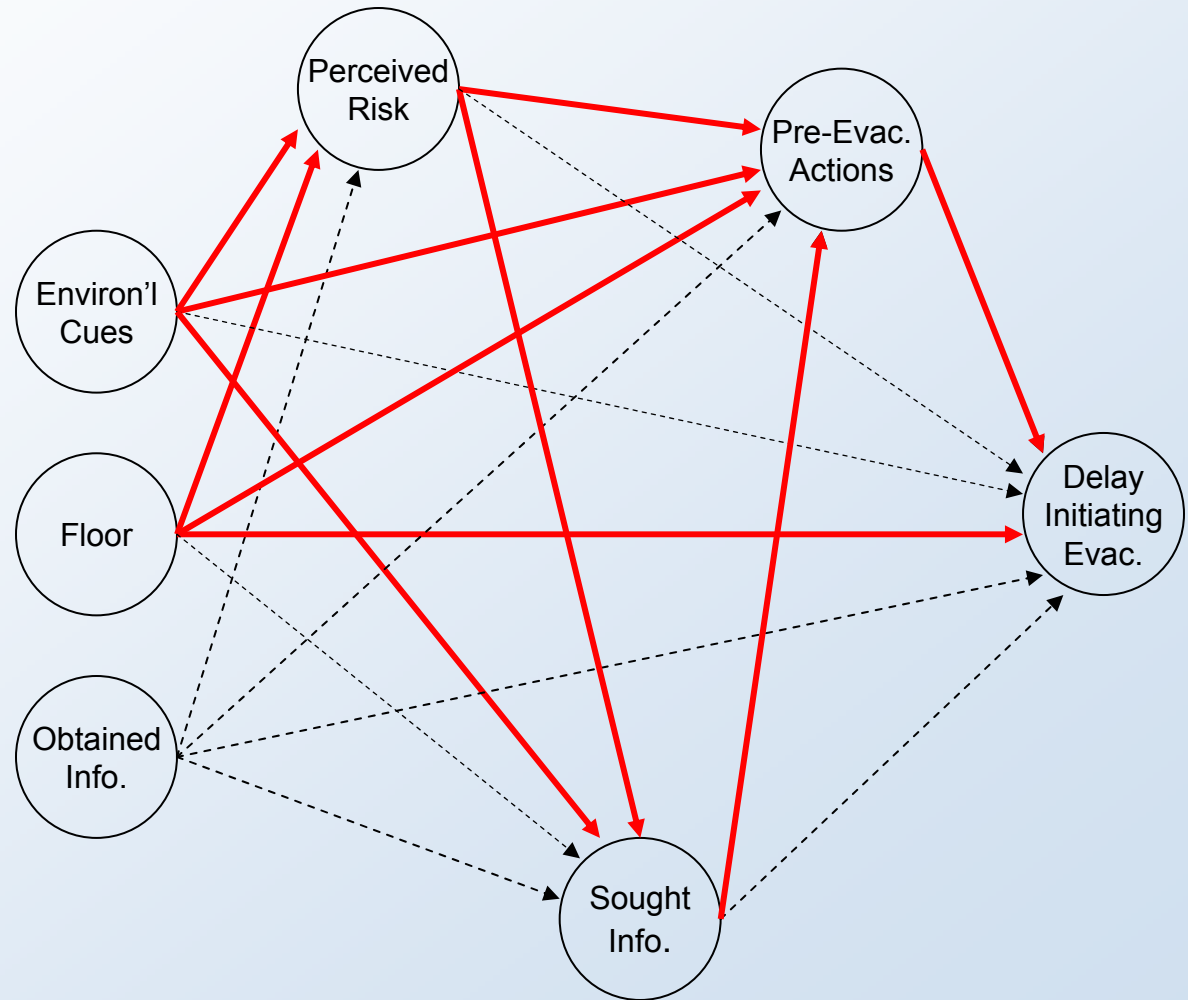 Perceived
Risk
Pre-Evac.
Actions
Environ'l
Cues
Floor
Delay
Initiating
Evac.
Obtained
Info.
Sought
Info.